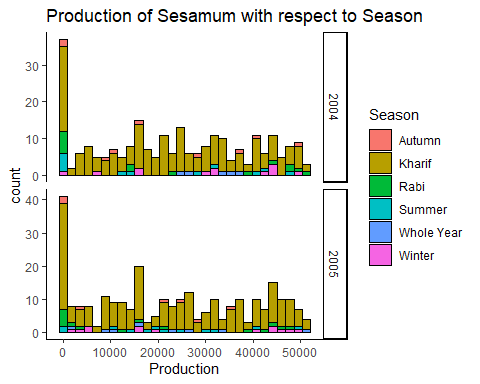 Production of Sesamum with respect to Season
30
20
10
0
2004
40
30
20
10
0
2005
count
0 10000 20000 30000 40000 50000
Production
Season
Autumn
Kharif
Rabi
Summer
Whole Year
Winter